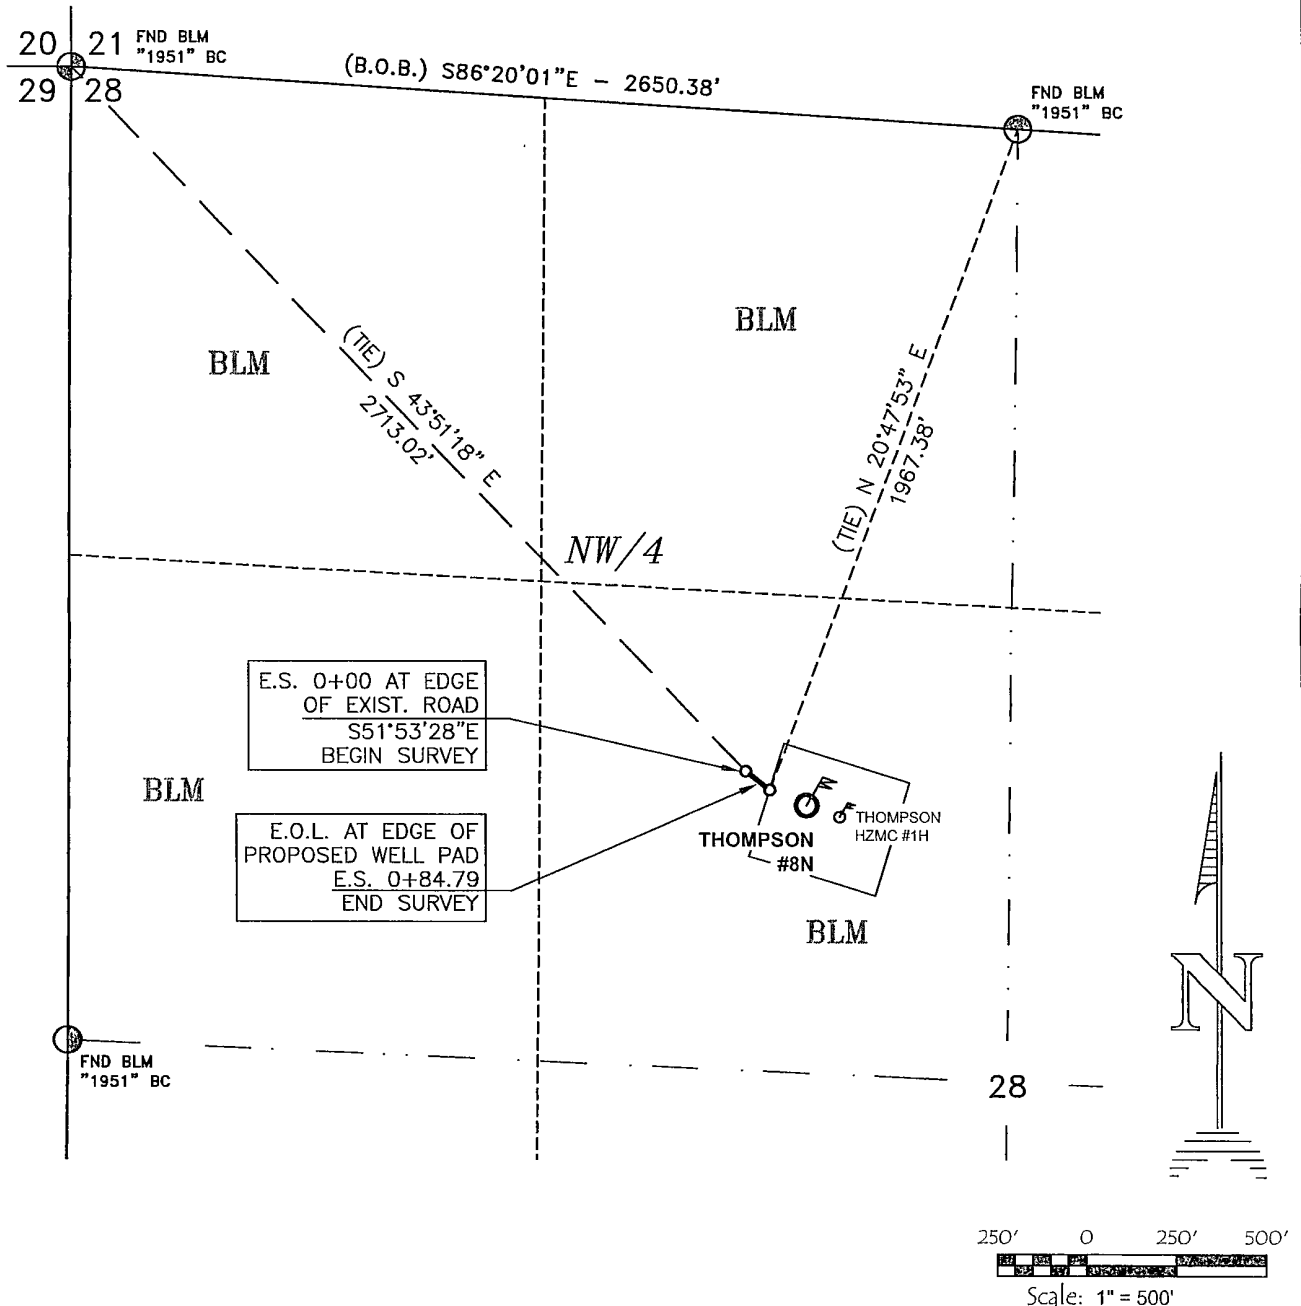 20 21
FND BLM
"1951" BC
29 28
(B.O.B.) S86°20'01"E - 2650.38'
FND BLM
"1951" BC
BLM
BLM
(TIE) S 43°51'18" E
2713.02'
(TIE) N 20°47'53" E
1967.38'
NW/4
E.S. 0+00 AT EDGE
OF EXIST. ROAD
S51°53'28"E
BEGIN SURVEY
BLM
E.O.L. AT EDGE OF
PROPOSED WELL PAD
E.S. 0+84.79
END SURVEY
W
THOMPSON
HZMC #1H
THOMPSON
#8N
BLM
N
FND BLM
"1951" BC
28
250' 0 250' 500'
Scale: 1" = 500'